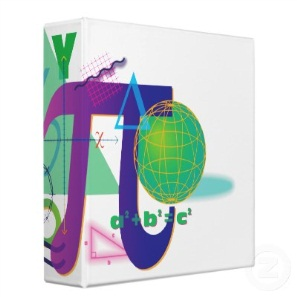 Y
π
x
a² + b² = c²